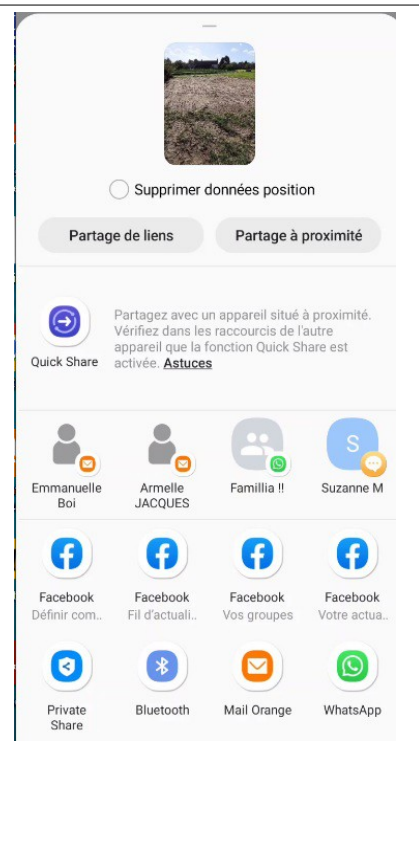 Supprimer données position
Partage de liens
Partage à proximité
Partagez avec un appareil situé à proximité.
Vérifiez dans les raccourcis de l'autre
appareil que la fonction Quick Share est
activée. Astuces
Quick Share
Emmanuelle
Boi
Armelle
JACQUES
Famillia !!
S
Suzanne M
Facebook
Définir com..
Facebook
Fil d'actuali..
Facebook
Vos groupes
Facebook
Votre actua..
Private
Share
Bluetooth
Mail Orange
WhatsApp